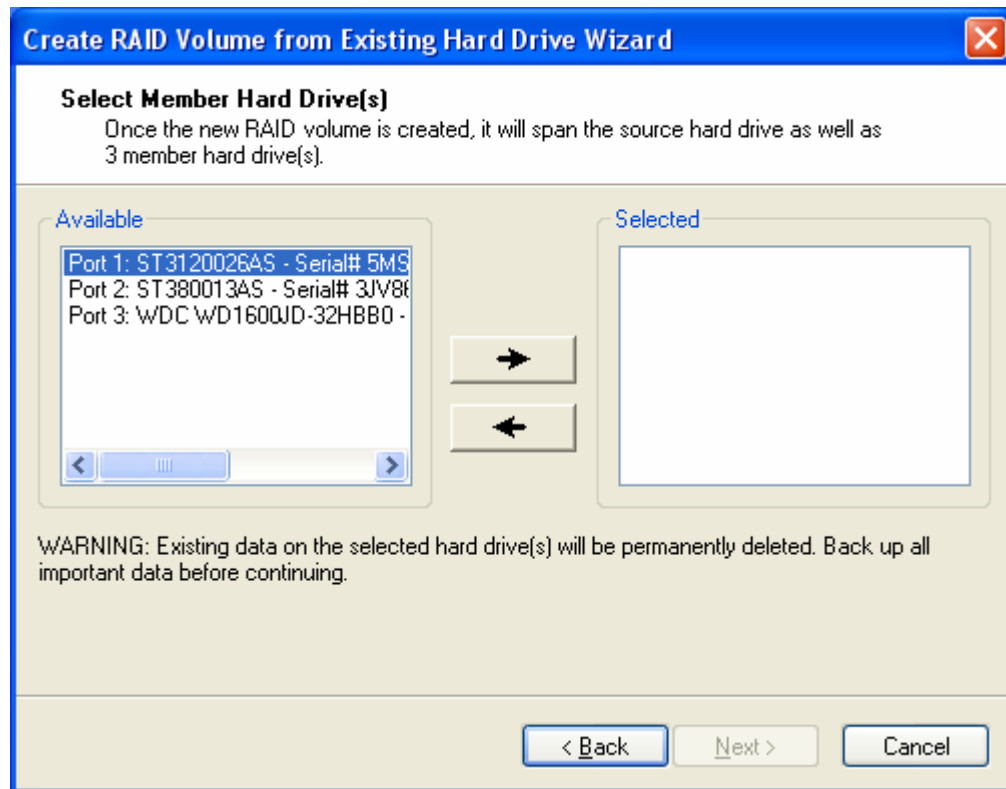 Create RAID Volume from Existing Hard Drive Wizard
Select Member Hard Drive(s)
Once the new RAID volume is created, it will span the source hard drive as well as
3 member hard drive(s).
Available
Selected
Port 1: ST3120026AS - Serial# 5MS
Port 2: ST380013AS - Serial# 3JV86
Port 3: WDC WD1600JD-32HBB0 -
WARNING: Existing data on the selected hard drive(s) will be permanently deleted. Back up all
important data before continuing.
< Back
Next >
Cancel